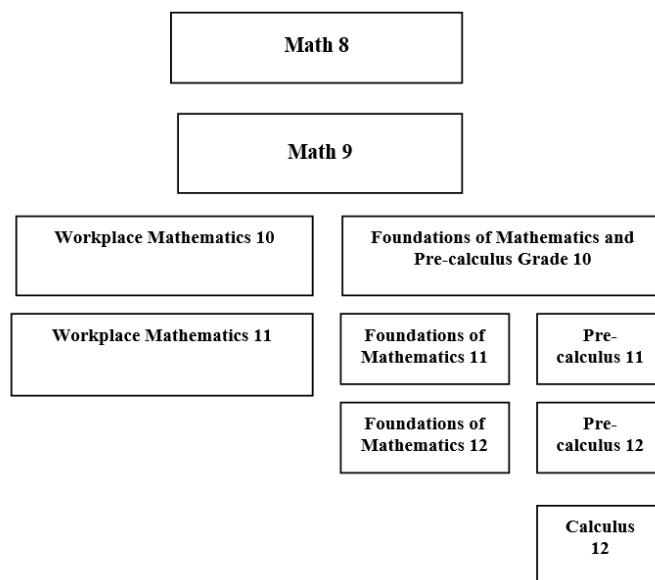 Math 8
Math 9
Workplace Mathematics 10
Foundations of Mathematics and
Pre-calculus Grade 10
Workplace Mathematics 11
Foundations of
Mathematics 11
Pre-
calculus 11
Foundations of
Mathematics 12
Pre-
calculus 12
Calculus
12